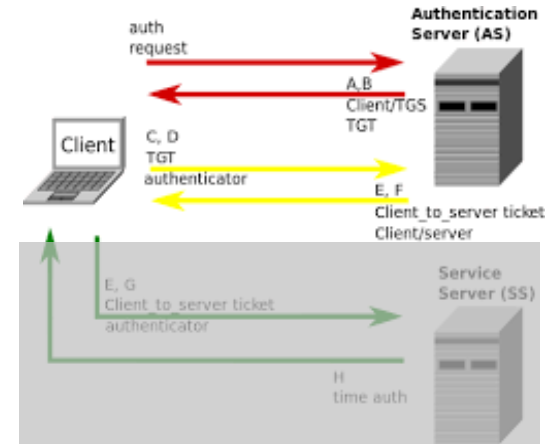 Authentication
Server (AS)
auth
request
A,B
Client/TGS
TGT
Client
C, D
TGT
authenticator
E, F
Client_to_server ticket
Client/server
Service
Server (SS)
E, G
Client_to_server ticket
authenticator
H
time auth